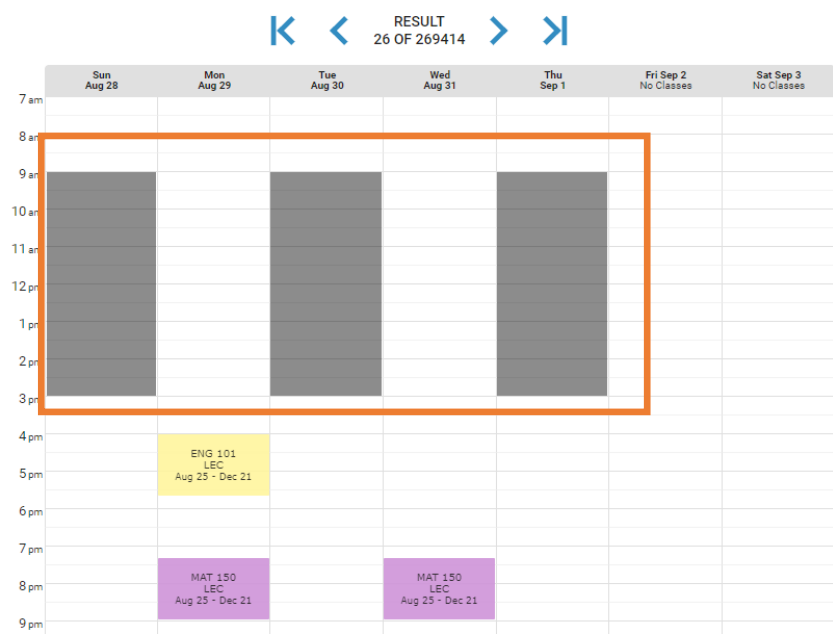 RESULT
26 OF 269414
Sun Mon Tue Wed Thu Fri Sep 2 Sat Sep 3
Aug 28 Aug 29 Aug 30 Aug 31 Sep 1 No Classes No Classes
7 am
8 am
9 am
10 am
11 am
12 pm
1 pm
2 pm
3 pm
4 pm
ENG 101
LEC
Aug 25 - Dec 21
5 pm
6 pm
7 pm
MAT 150 MAT 150
LEC LEC
Aug 25 - Dec 21 Aug 25 - Dec 21
8 pm
9 pm